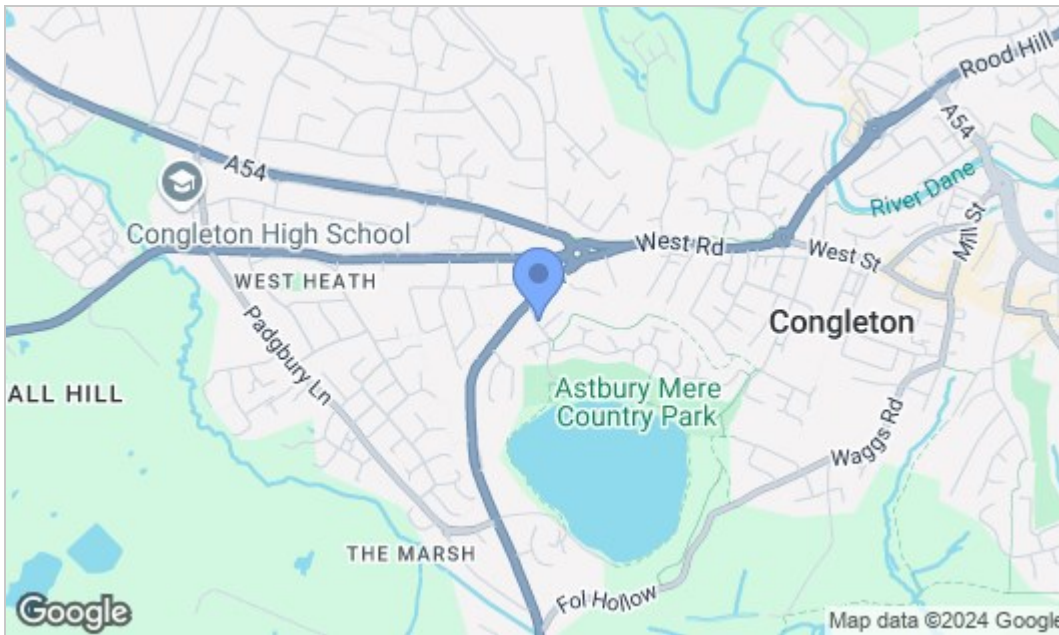 Rood Hill
A54
A54
River Dane
Mill St
Congleton High School
West Rd
West St
WEST HEATH
Padgbury Ln
Congleton
ALL HILL
Astbury Mere
Country Park
Waggs Rd
THE MARSH
Fol Hollow
Google
Map data ©2024 Google